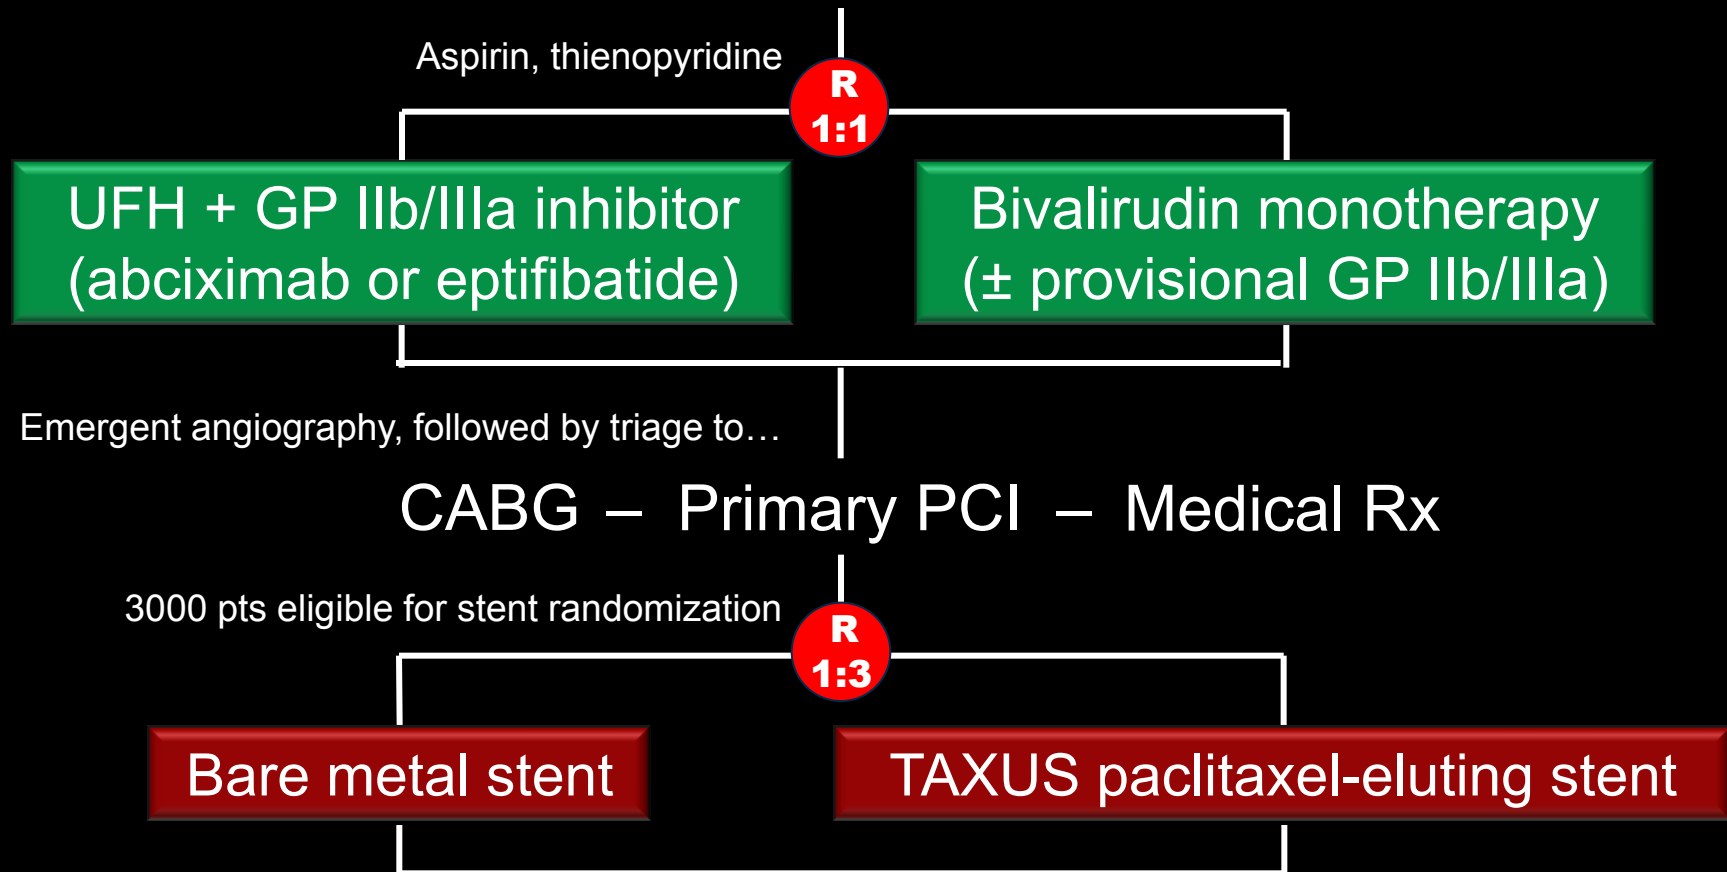 Aspirin, thienopyridine
R
1:1
UFH + GP IIb/IIIa inhibitor
(abciximab or eptifibatide)
Bivalirudin monotherapy
(± provisional GP IIb/IIIa)
Emergent angiography, followed by triage to…
CABG – Primary PCI – Medical Rx
3000 pts eligible for stent randomization
R
1:3
Bare metal stent
TAXUS paclitaxel-eluting stent